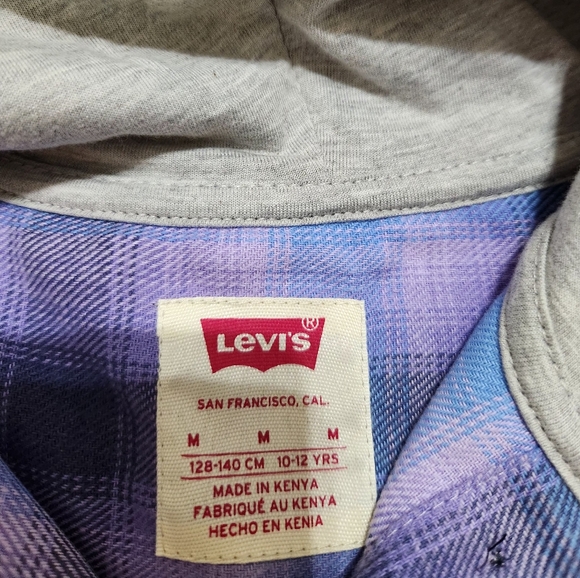 Levi's®
SAN FRANCISCO, CAL.
M M M
128-140 CM 10-12 YRS
MADE IN KENYA
FABRIQUÉ AU KENYA
HECHO EN KENIA